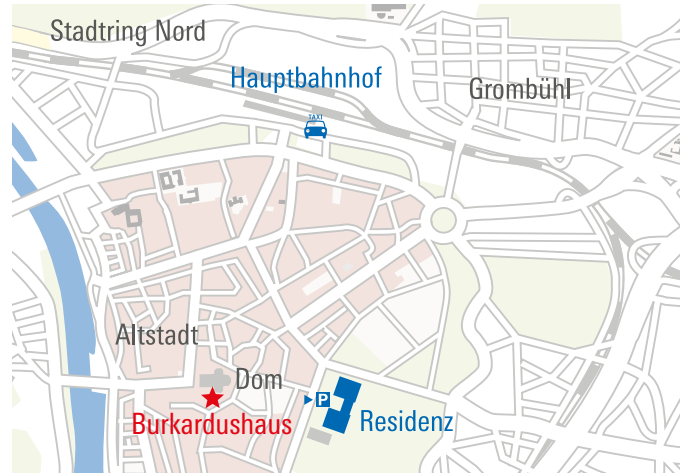 Stadtring Nord
Hauptbahnhof
Grombühl
TAXI
Altstadt
Dom
P
Burkardushaus
Residenz